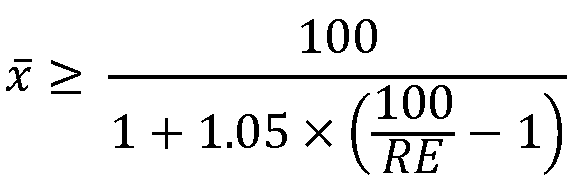 x̄ ≥ 100 / (1 + 1.05 × (100/RE − 1))